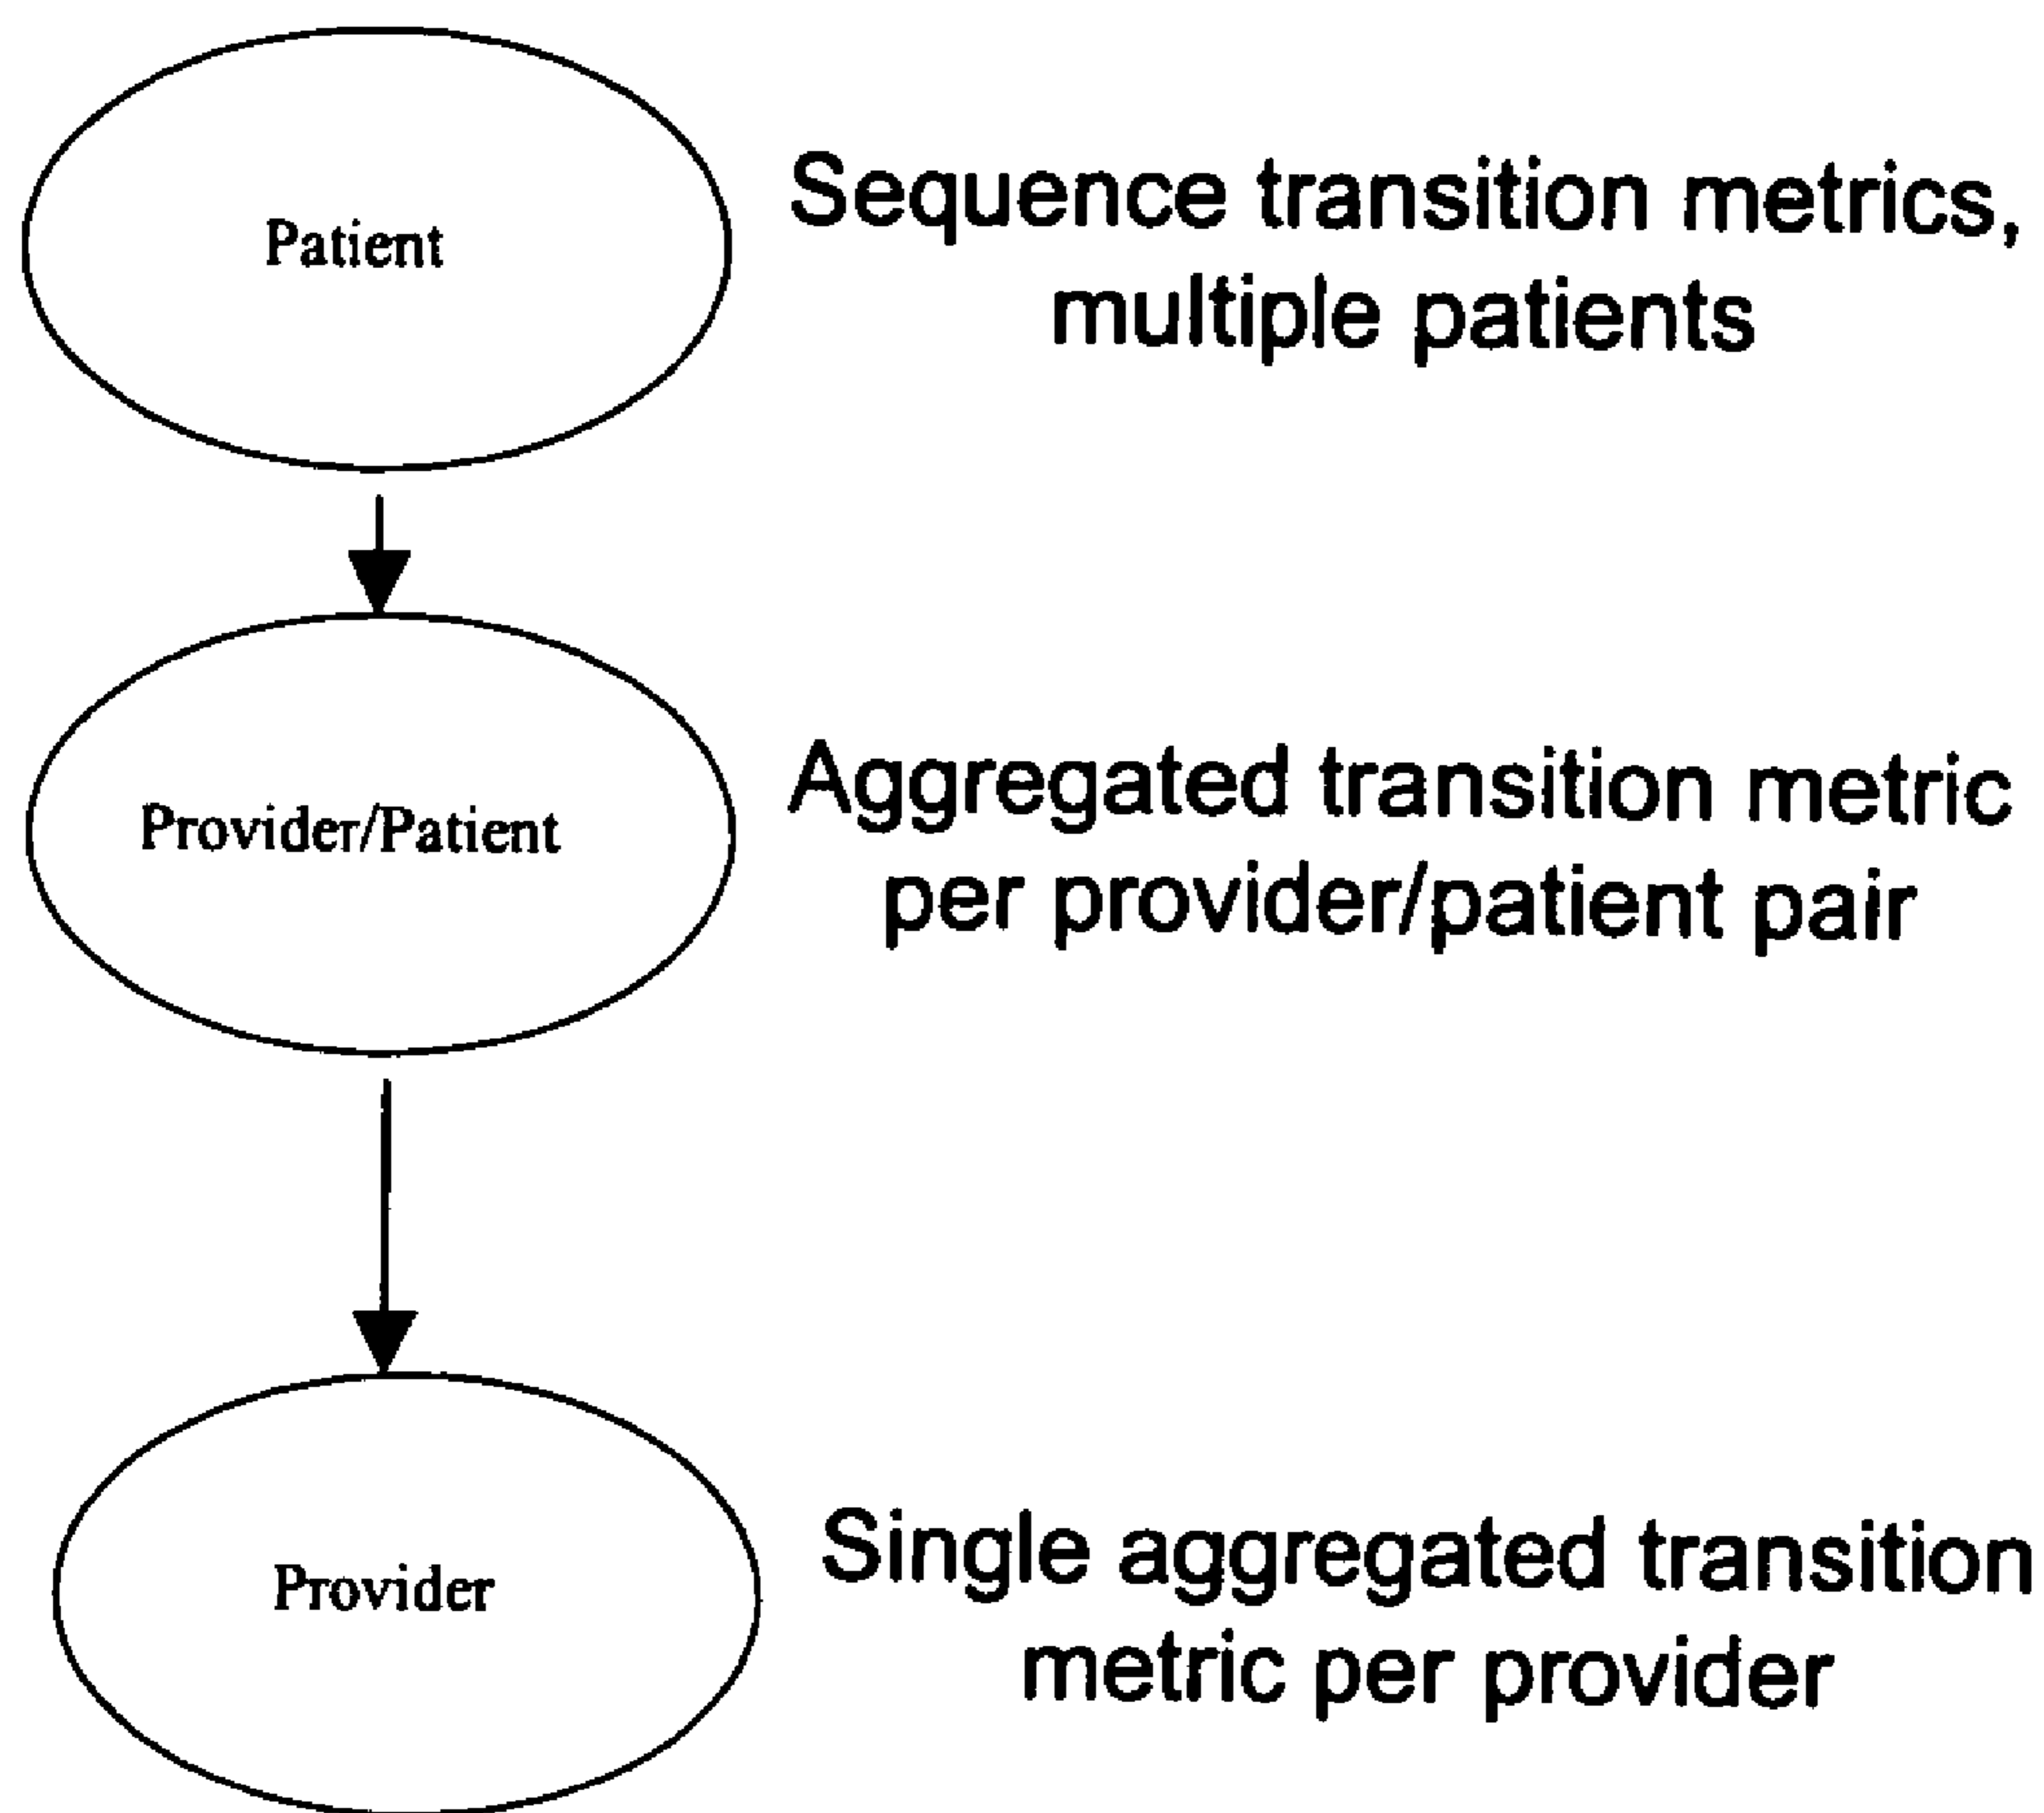 Patient
Sequence transition metrics,
multiple patients
Provider/Patient
Aggregated transition metric
per provider/patient pair
Provider
Single aggregated transition
metric per provider